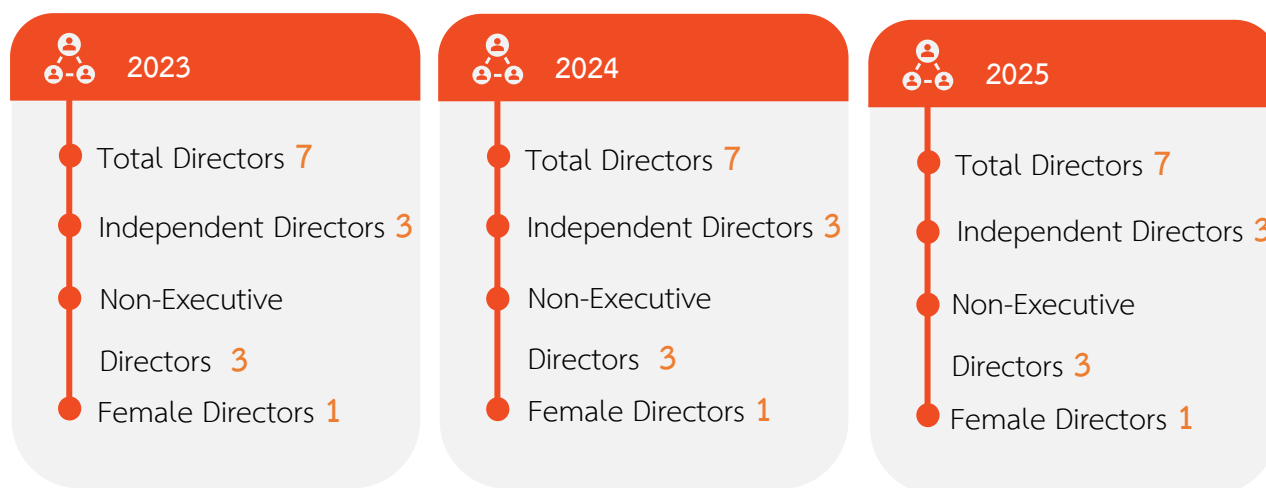 2023
Total Directors 7
Independent Directors 3
Non-Executive
Directors 3
Female Directors 1
2024
Total Directors 7
Independent Directors 3
Non-Executive
Directors 3
Female Directors 1
2025
Total Directors 7
Independent Directors 3
Non-Executive
Directors 3
Female Directors 1